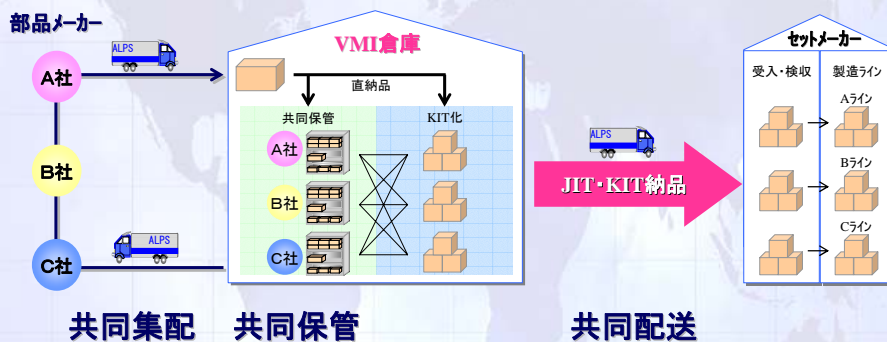 部品メーカー
ALPS
A社
B社
ALPS
C社
VMI倉庫
直納品
共同保管
KIT化
A社
B社
C社
ALPS
JIT・KIT納品
セットメーカー
受入・検収
製造ライン
Aライン
Bライン
Cライン
共同集配
共同保管
共同配送